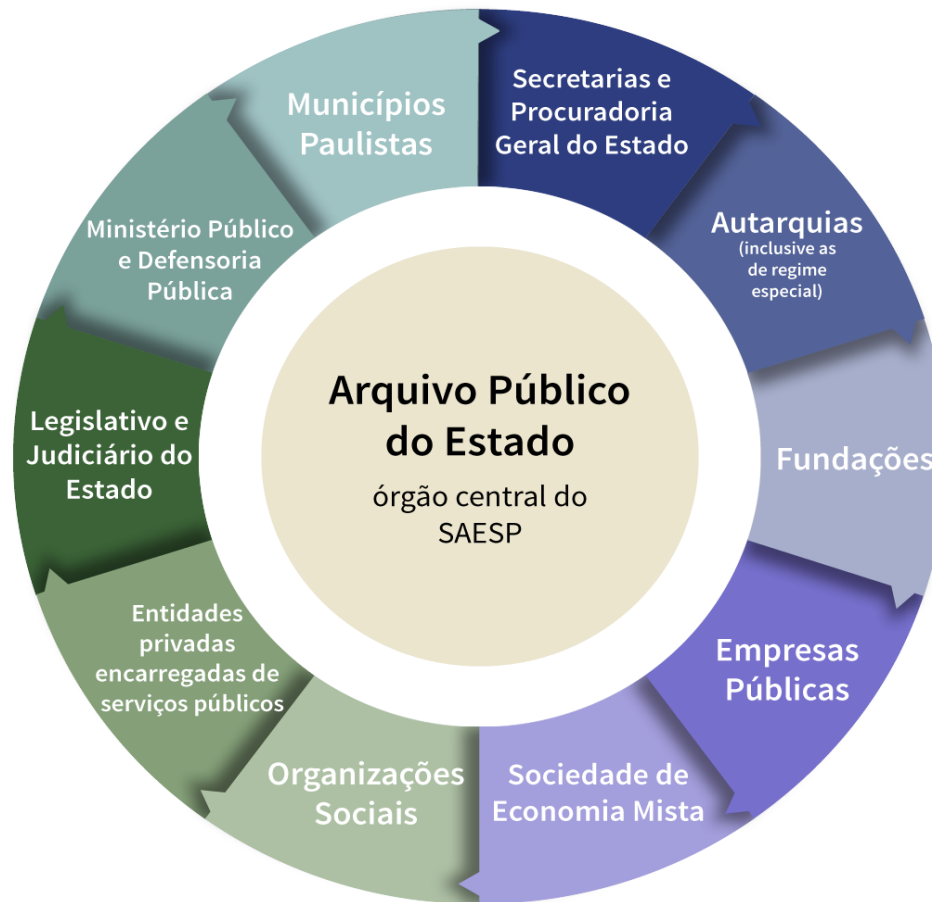 Municípios
Paulistas
Secretarias e
Procuradoria
Geral do Estado
Autarquias
(inclusive as
de regime
especial)
Fundações
Empresas
Públicas
Sociedade de
Economia Mista
Organizações
Sociais
Entidades
privadas
encarregadas de
serviços públicos
Legislativo e
Judiciário do
Estado
Ministério Público
e Defensoria
Pública
Arquivo Público
do Estado
órgão central do
SAESP